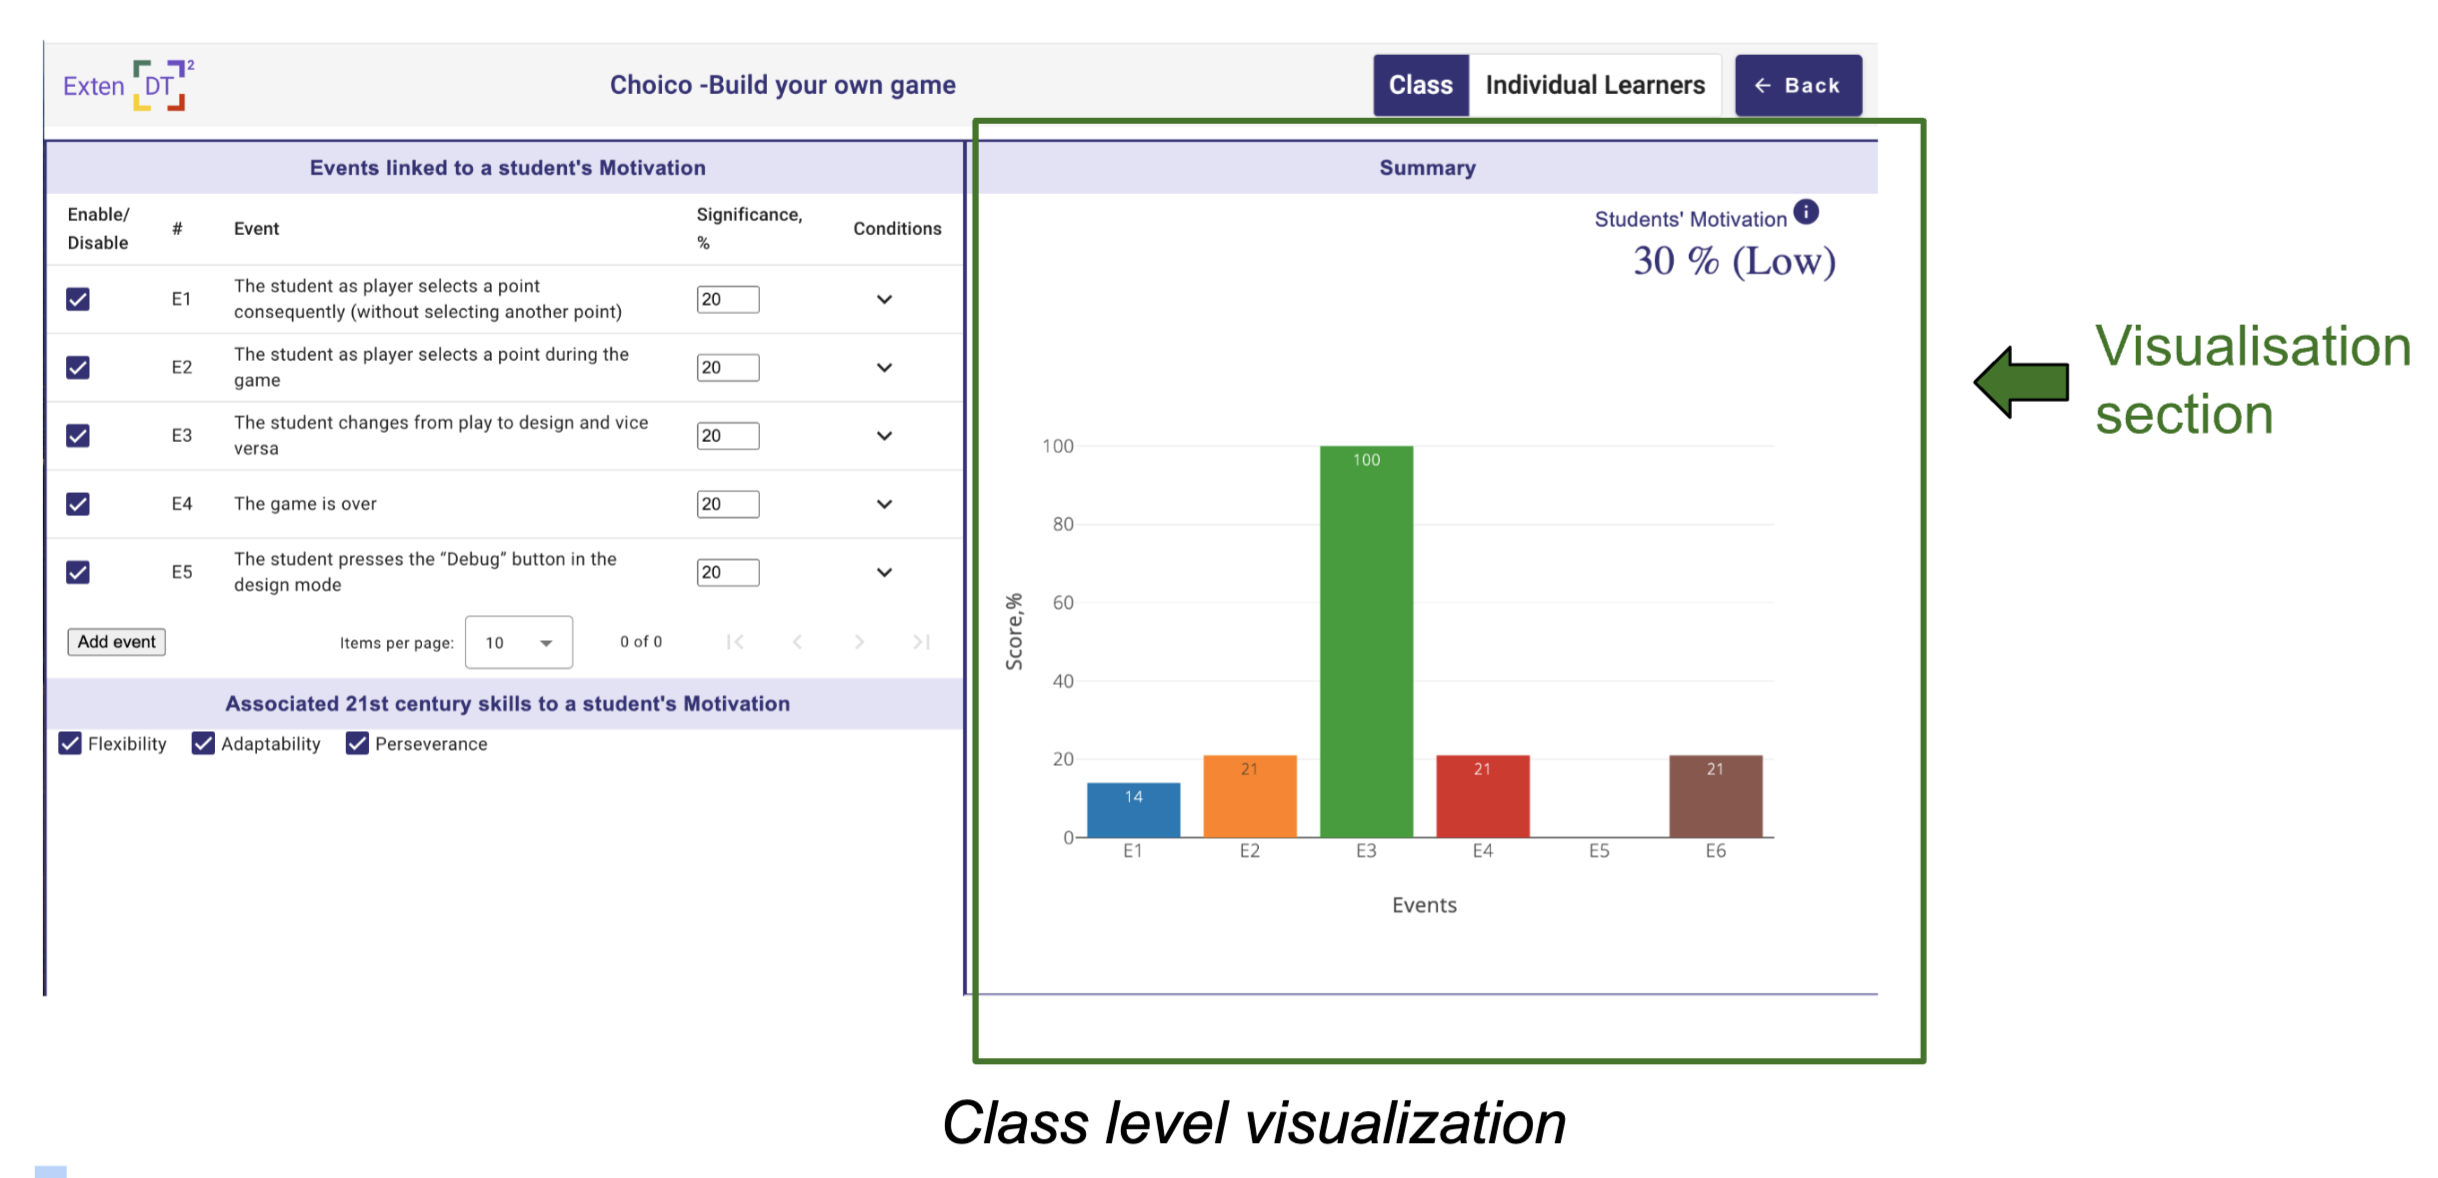 Exten DT 2
Choico -Build your own game
Class
Individual Learners
← Back
Events linked to a student's Motivation
Enable/
Disable
#
Event
Significance,
%
Conditions
E1
The student as player selects a point
consequently (without selecting another point)
20
E2
The student as player selects a point during the
game
20
E3
The student changes from play to design and vice
versa
20
E4
The game is over
20
E5
The student presses the “Debug” button in the
design mode
20
Add event
Items per page:
10
0 of 0
Associated 21st century skills to a student's Motivation
Flexibility
Adaptability
Perseverance
Summary
Students' Motivation i
30 % (Low)
100
80
60
40
20
0
Score,%
14
21
100
21
21
E1
E2
E3
E4
E5
E6
Events
Visualisation
section
Class level visualization